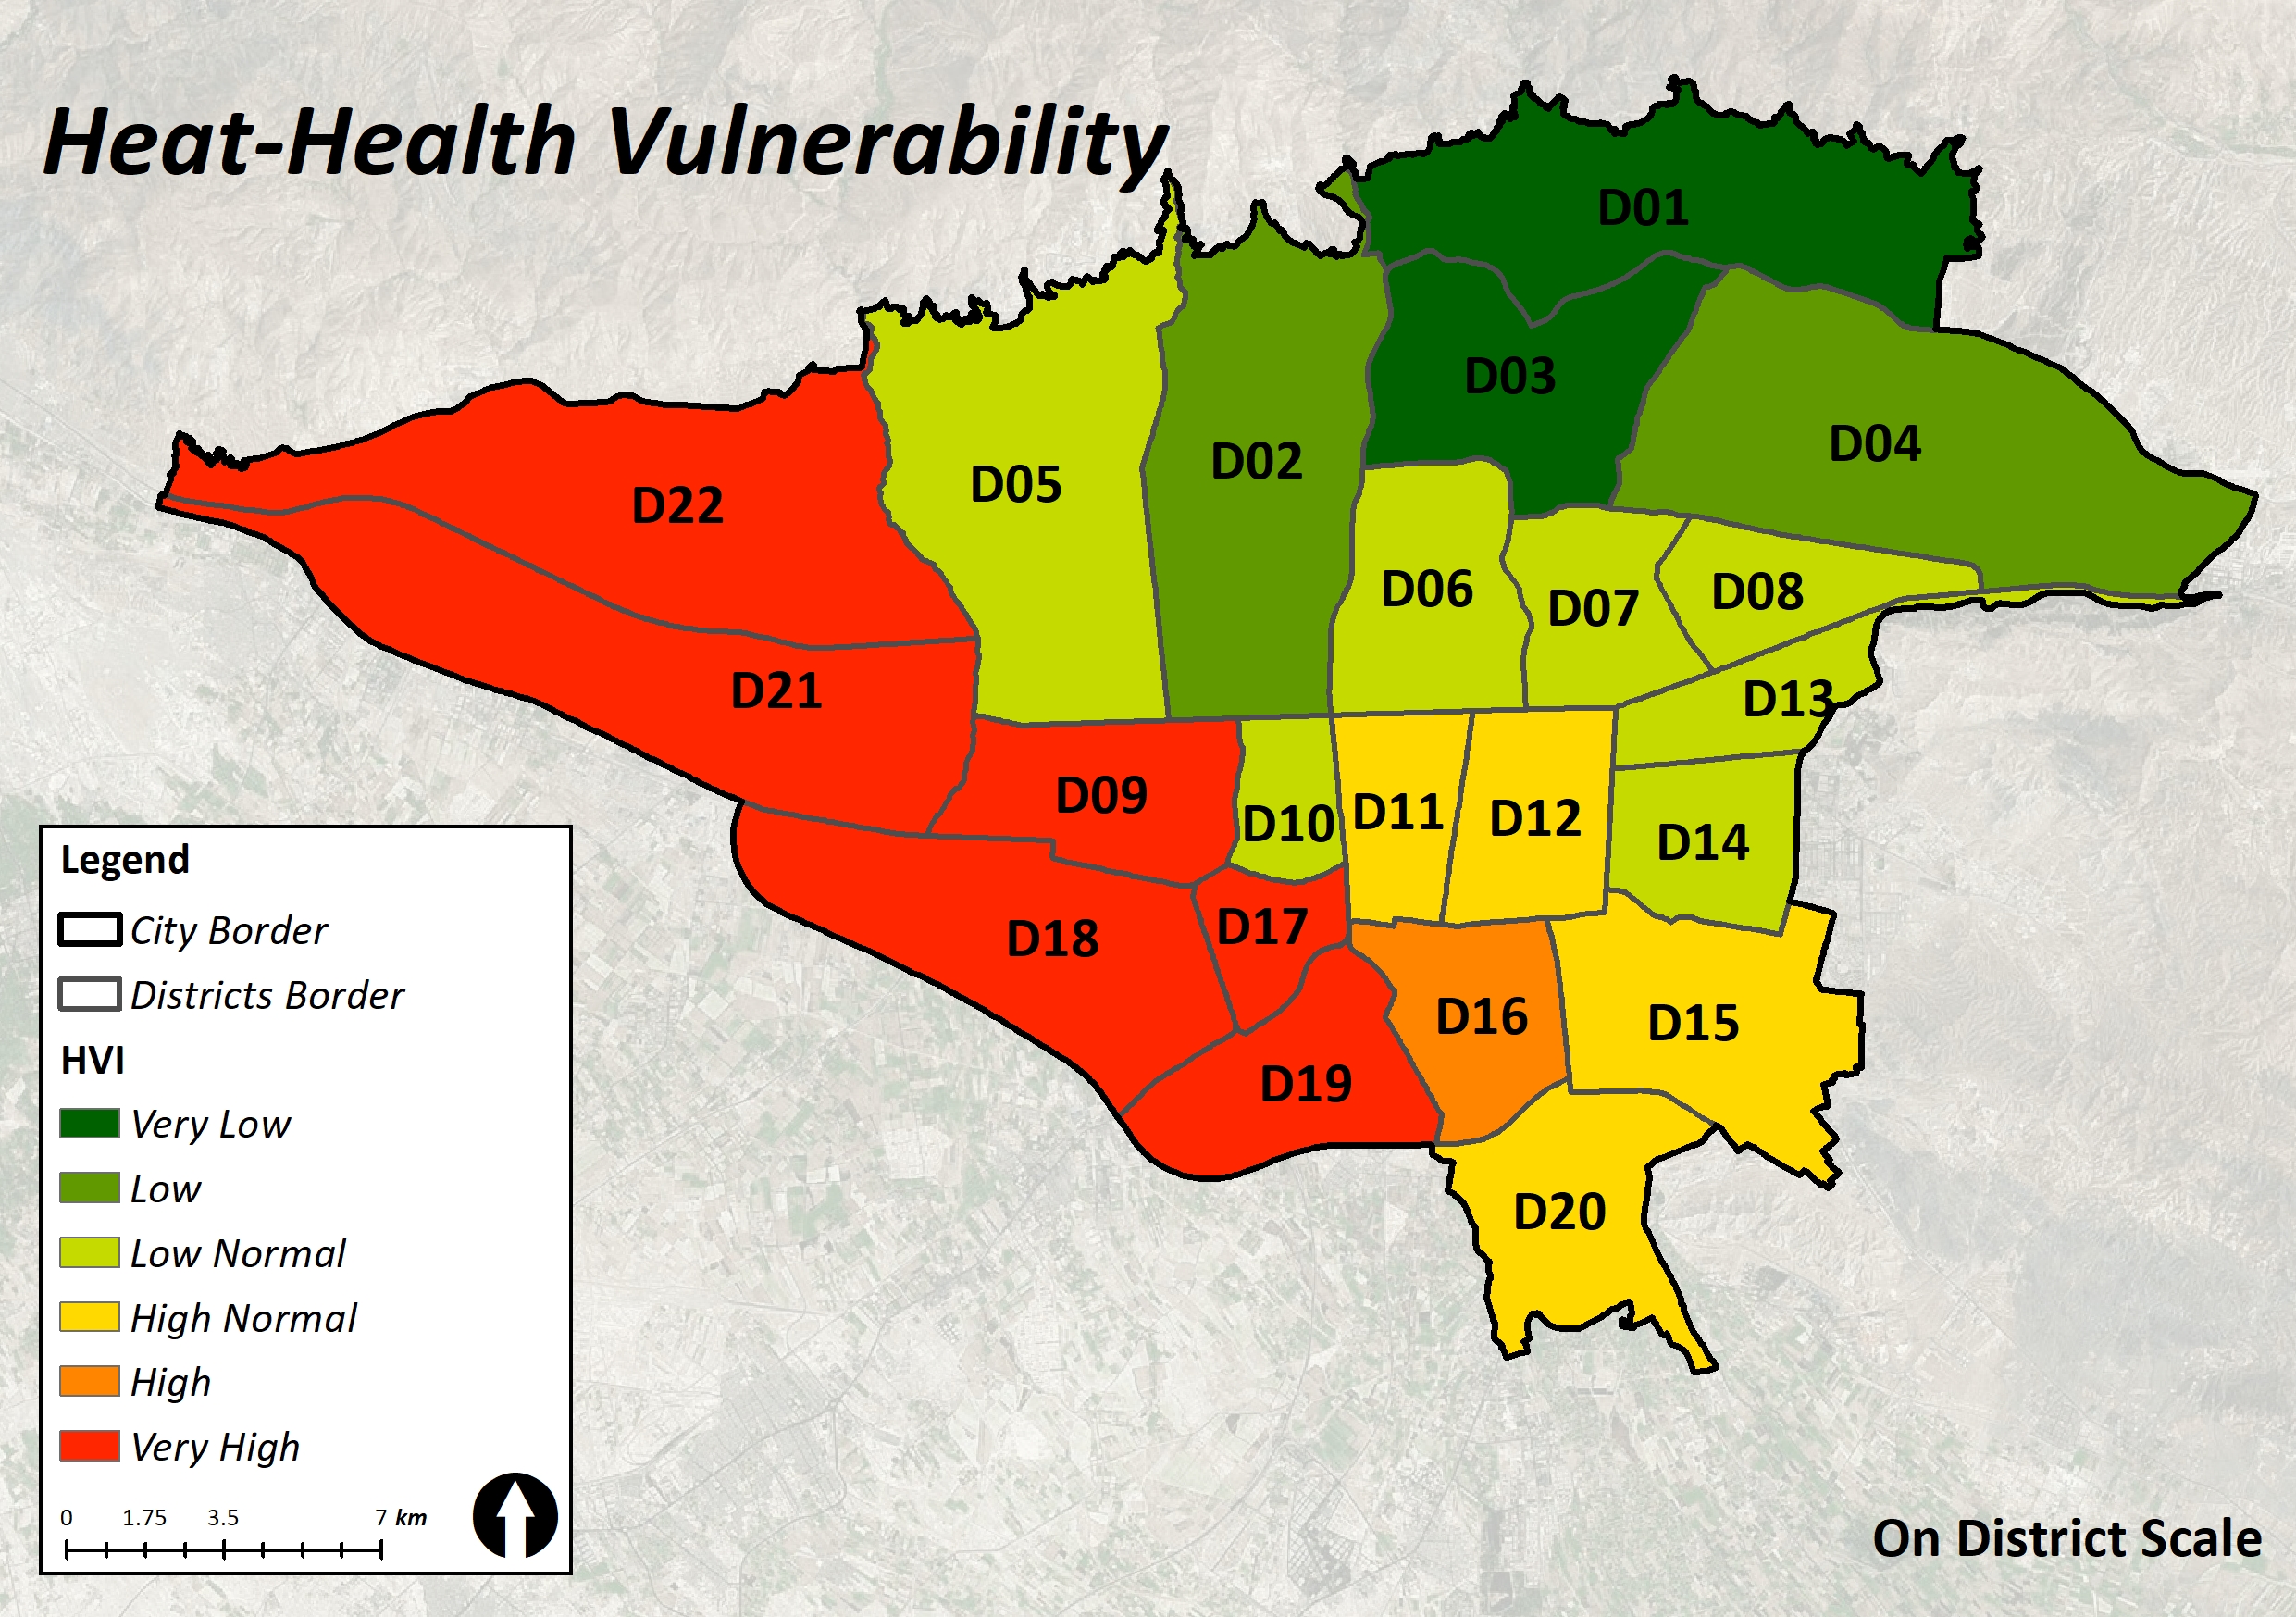 Heat-Health Vulnerability
D01
D03
D04
D02
D05
D22
D06
D07
D08
D21
D13
D09
D10
D11
D12
D14
D18
D17
D16
D15
D19
D20
Legend
City Border
Districts Border
HVI
Very Low
Low
Low Normal
High Normal
High
Very High
0 1.75 3.5 7 km
On District Scale